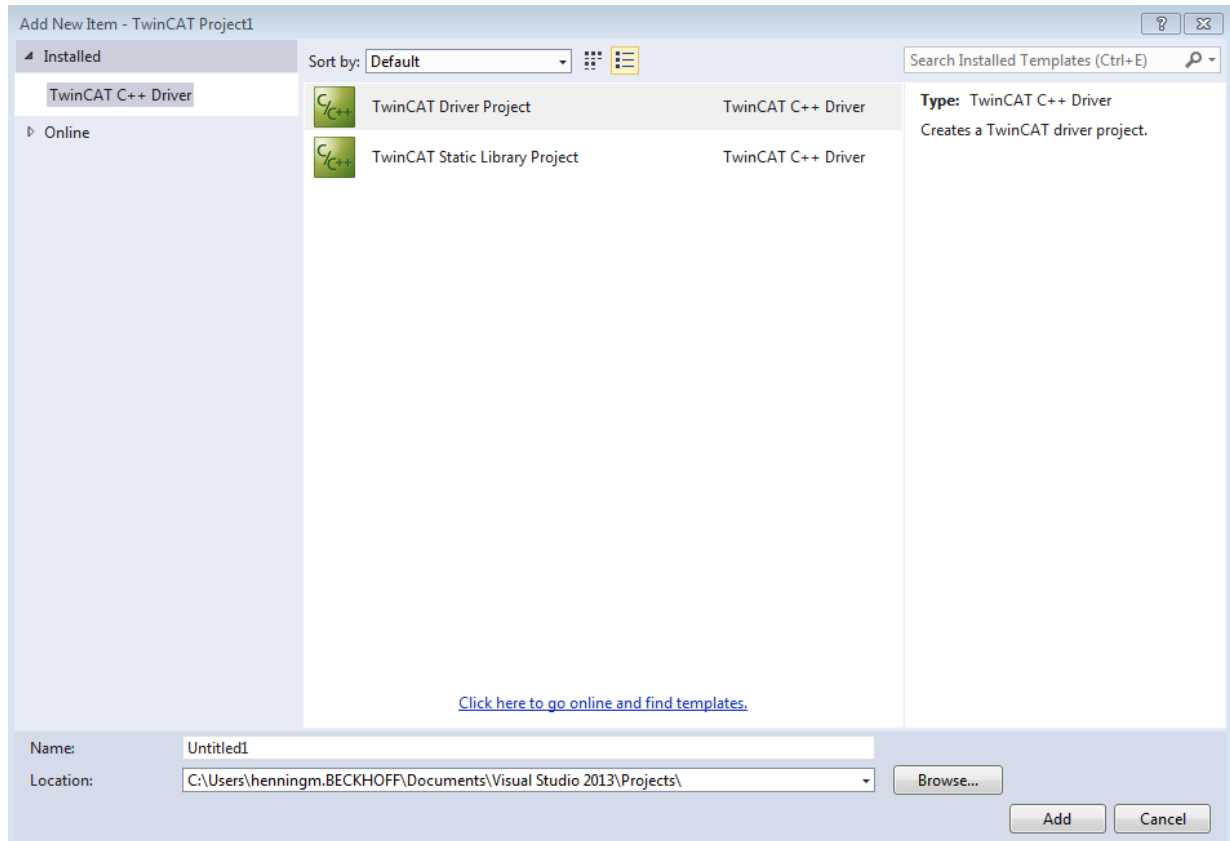 Add New Item - TwinCAT Project1
Installed
TwinCAT C++ Driver
Online
Sort by: Default
Search Installed Templates (Ctrl+E)
C/C++ TwinCAT Driver Project TwinCAT C++ Driver
C/C++ TwinCAT Static Library Project TwinCAT C++ Driver
Click here to go online and find templates.
Type: TwinCAT C++ Driver
Creates a TwinCAT driver project.
Name: Untitled1
Location: C:\Users\henningm.BECKHOFF\Documents\Visual Studio 2013\Projects\
Browse...
Add Cancel